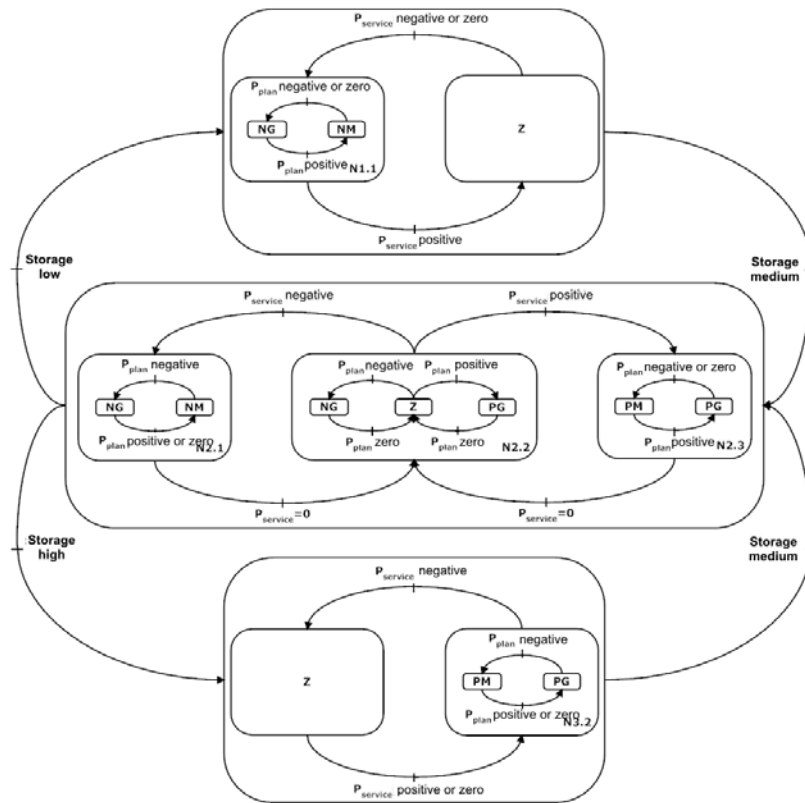 P service negative or zero
P plan negative or zero
NG NM
P plan positive N1.1
Z
P service positive
Storage low
Storage medium
P service negative
P service positive
P plan negative
NG NM
P plan positive or zero N2.1
P plan negative P plan positive
NG Z PG
P plan zero P plan zero
N2.2
P plan negative or zero
PM PG
P plan positive N2.3
P service=0
P service=0
Storage high
Storage medium
P service negative
Z
P plan negative
PM PG
P plan positive or zero
N3.2
P service positive or zero